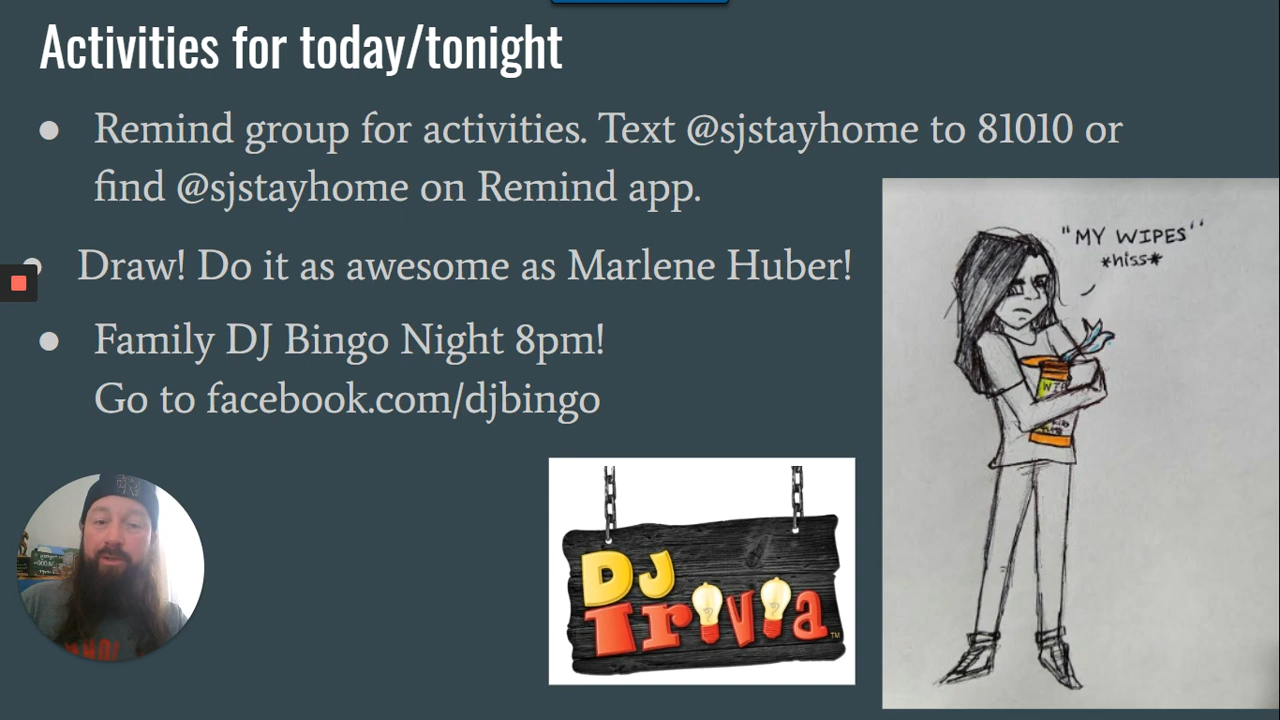 Activities for today/tonight
Remind group for activities. Text @sjstayhome to 81010 or
find @sjstayhome on Remind app.
Draw! Do it as awesome as Marlene Huber!
Family DJ Bingo Night 8pm!
Go to facebook.com/djbingo
"MY WIPES"
*hiss*
DJ
Trivia™